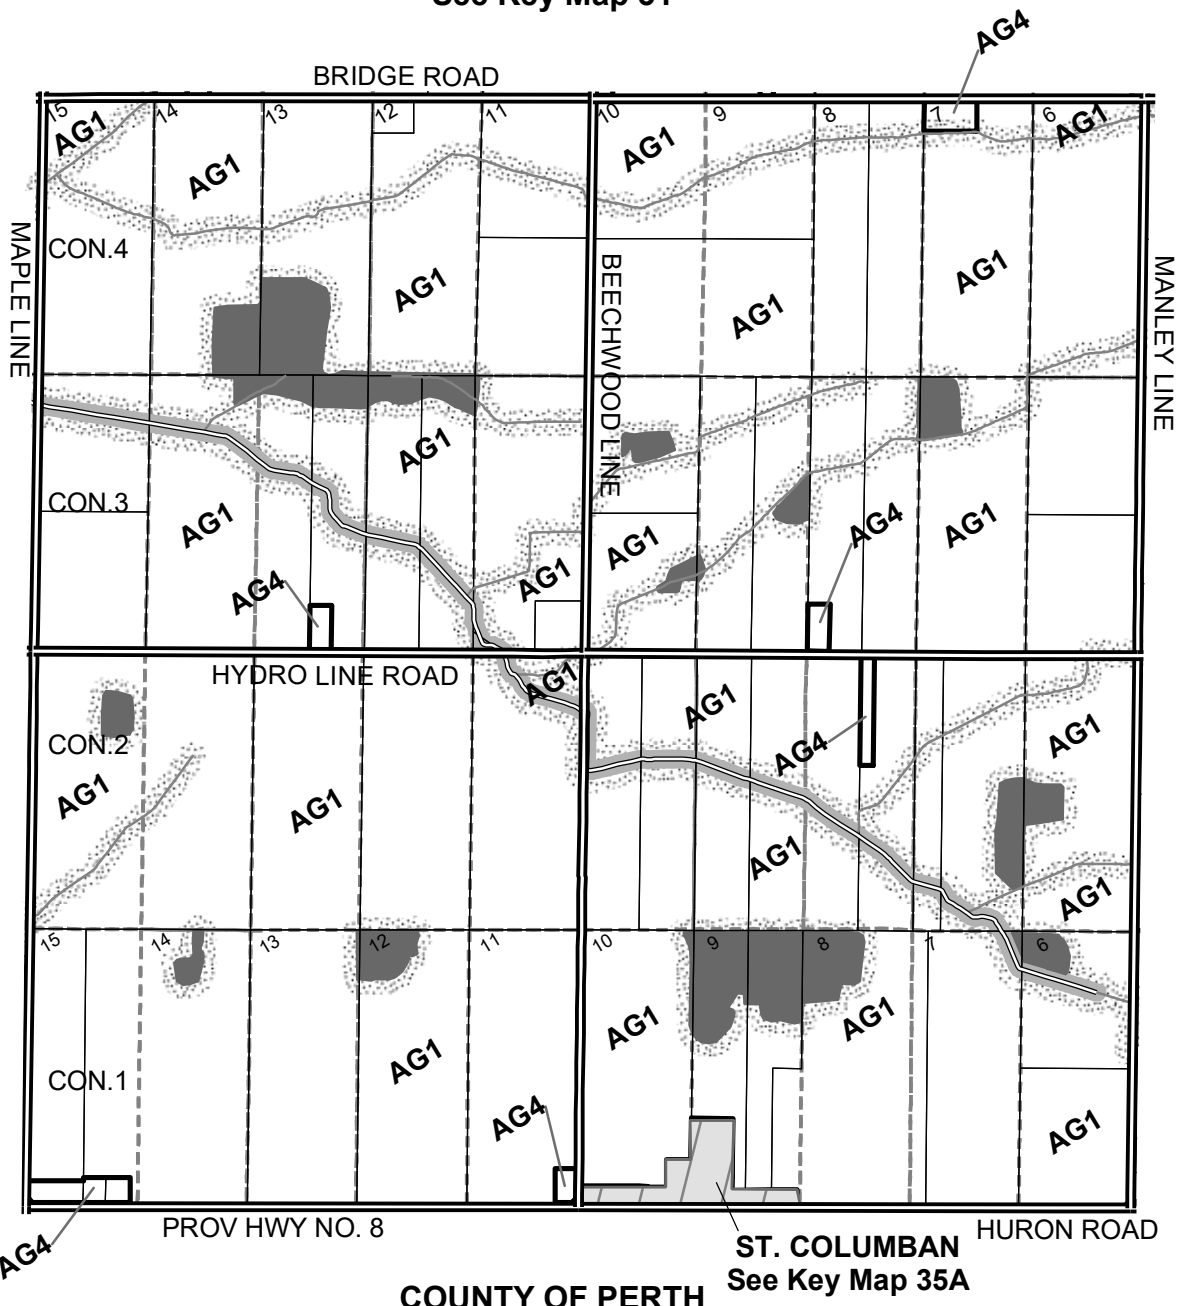 See Key Map 31
AG4
BRIDGE ROAD
15 14 13 12 11 10 9 8 7 6
AG1 AG1 AG1 AG1
MAPLE LINE
CON.4
BEECHWOOD LINE
MANLEY LINE
AG1 AG1 AG1
AG1
CON.3
AG1 AG1 AG1 AG4 AG1
AG4
HYDRO LINE ROAD
AG1 AG1
CON.2
AG4 AG1
AG1 AG1 AG1 AG1
15 14 13 12 11 10 9 8 7 6
AG1 AG1 AG1
CON.1
AG4 AG1
PROV HWY NO. 8
HURON ROAD
AG4
ST. COLUMBAN
See Key Map 35A
COUNTY OF PERTH